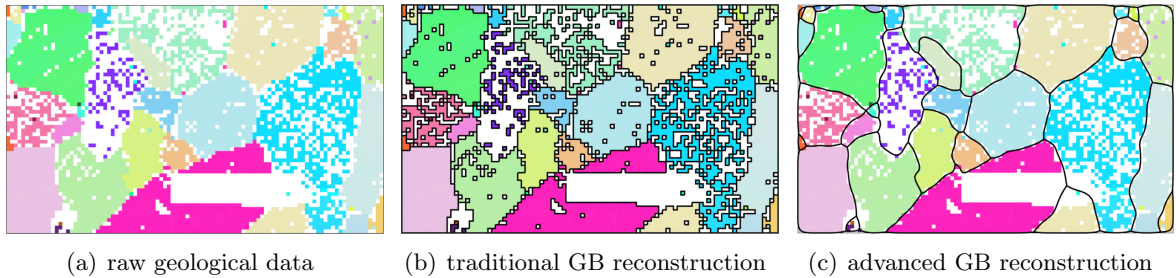 (a) raw geological data
(b) traditional GB reconstruction
(c) advanced GB reconstruction